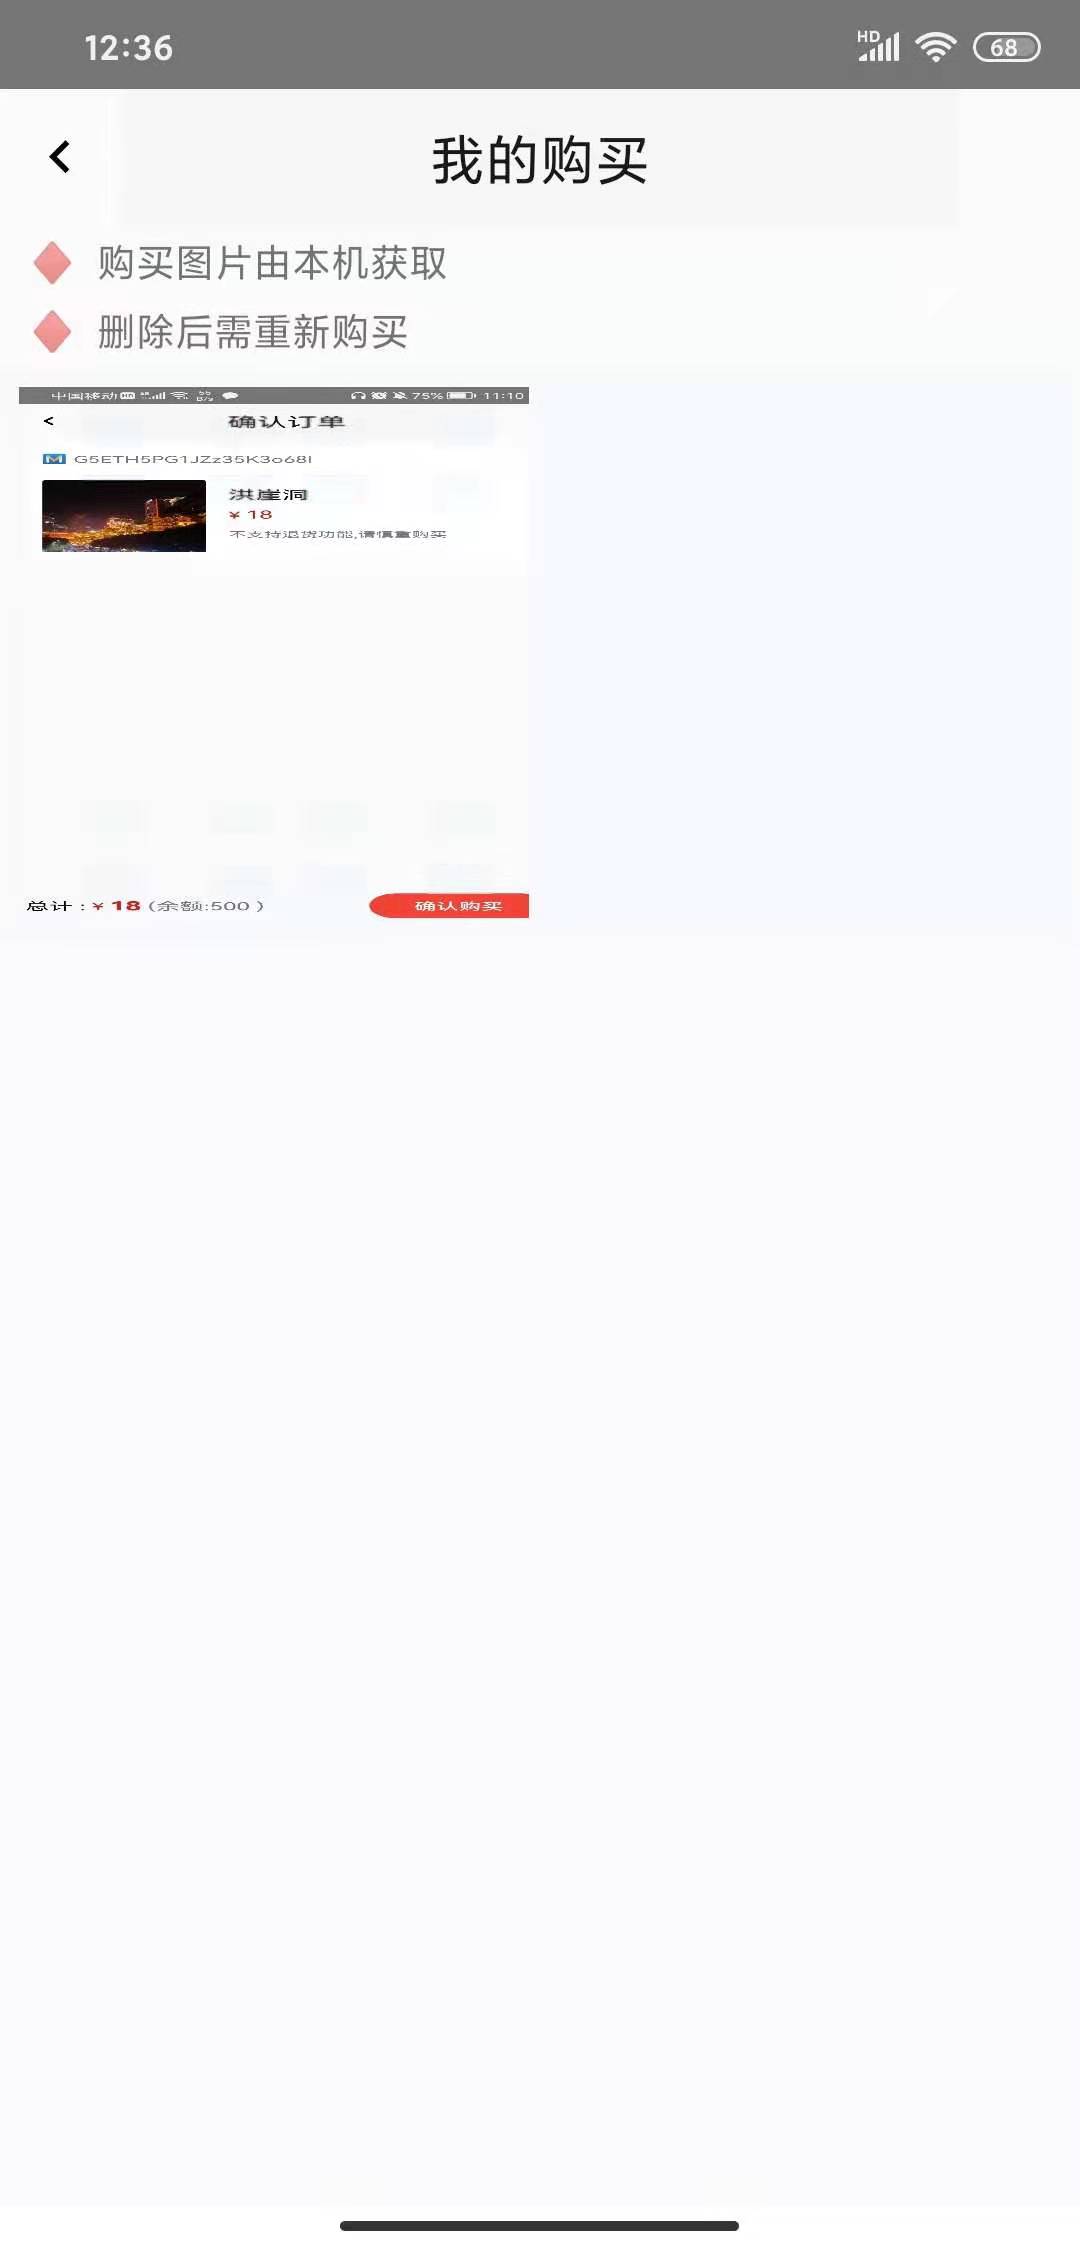 12:36 HD 68
我的购买
购买图片由本机获取
删除后需重新购买
中国移动 HD 75% 11:10
< 确认订单
G5ETH5PG1JZz35K3o68I
洪崖洞
¥ 18
不支持退货功能,请慎重购买
总计：¥ 18 (余额:500 ) 确认购买